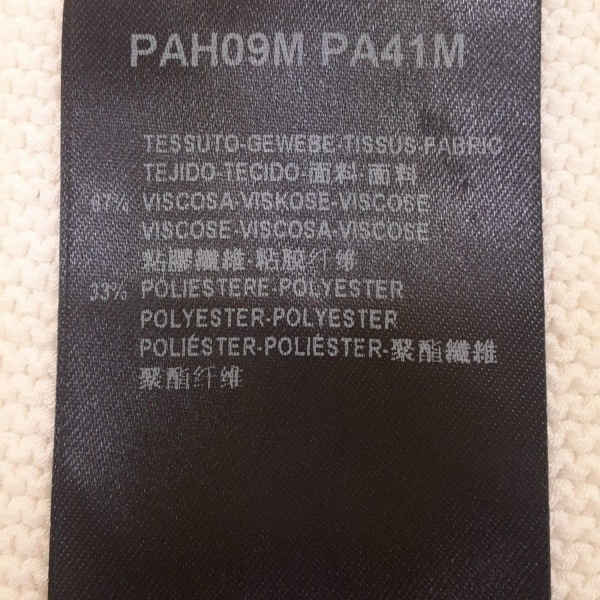 PAH09M PA41M
TESSUTO-GEWEBE-TISSUS-FABRIC
TEJIDO-TECIDO-面料-面料
67% VISCOSA-VISKOSE-VISCOSE
VISCOSE-VISCOSA-VISCOSE
粘膠纖維-粘胶纤维
33% POLIESTERE-POLYESTER
POLYESTER-POLYESTER
POLIÉSTER-POLIÉSTER-聚酯纖維
聚酯纤维